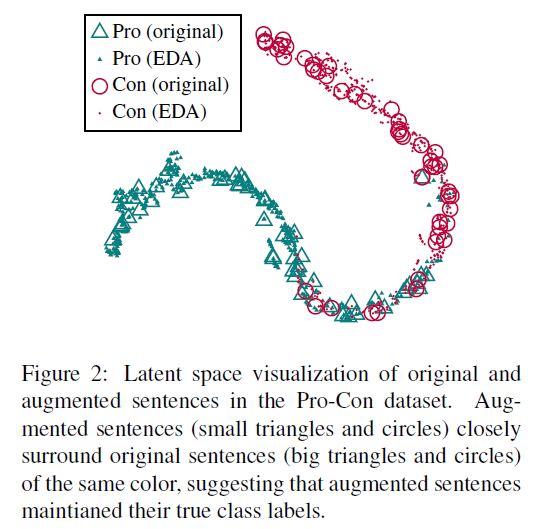 Pro (original)
Pro (EDA)
Con (original)
Con (EDA)
Figure 2: Latent space visualization of original and
augmented sentences in the Pro-Con dataset. Aug-
mented sentences (small triangles and circles) closely
surround original sentences (big triangles and circles)
of the same color, suggesting that augmented sentences
maintianed their true class labels.